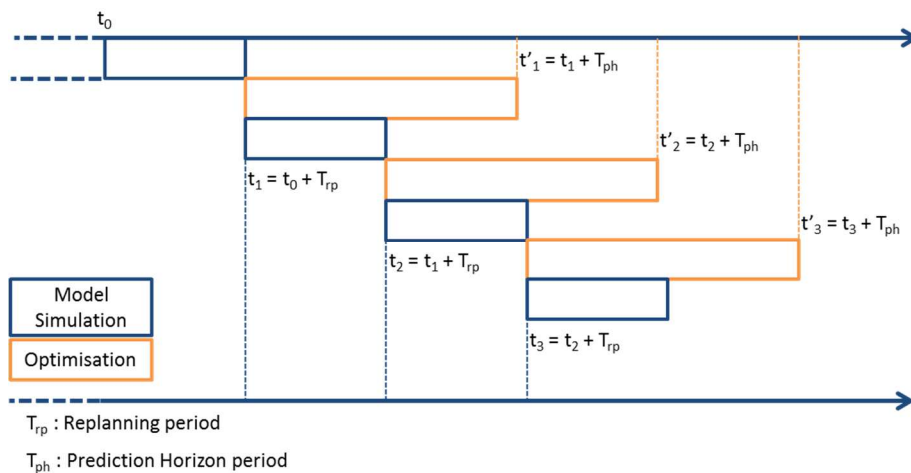 t₀
t'₁ = t₁ + Tₚₕ
t'₂ = t₂ + Tₚₕ
t₁ = t₀ + Tᵣₚ
t'₃ = t₃ + Tₚₕ
t₂ = t₁ + Tᵣₚ
Model
Simulation
t₃ = t₂ + Tᵣₚ
Optimisation
Tᵣₚ : Replanning period
Tₚₕ : Prediction Horizon period